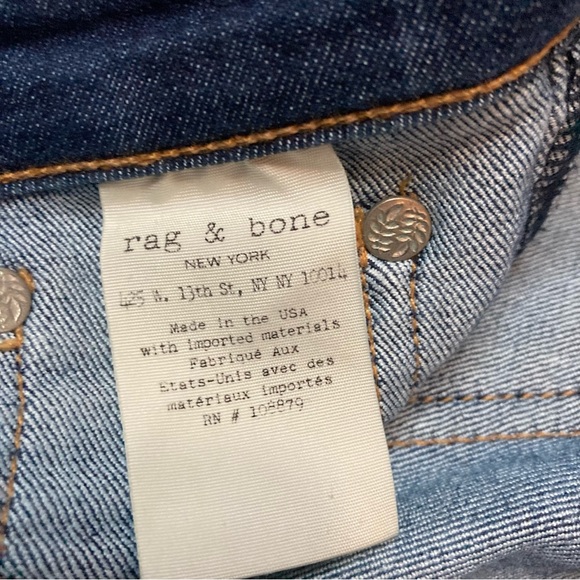 rag & bone
NEW YORK
425 W. 13th St, NY NY 10014
Made in the USA
with imported materials
Fabriqué Aux
Etats-Unis avec des
matériaux importés
RN # 108879